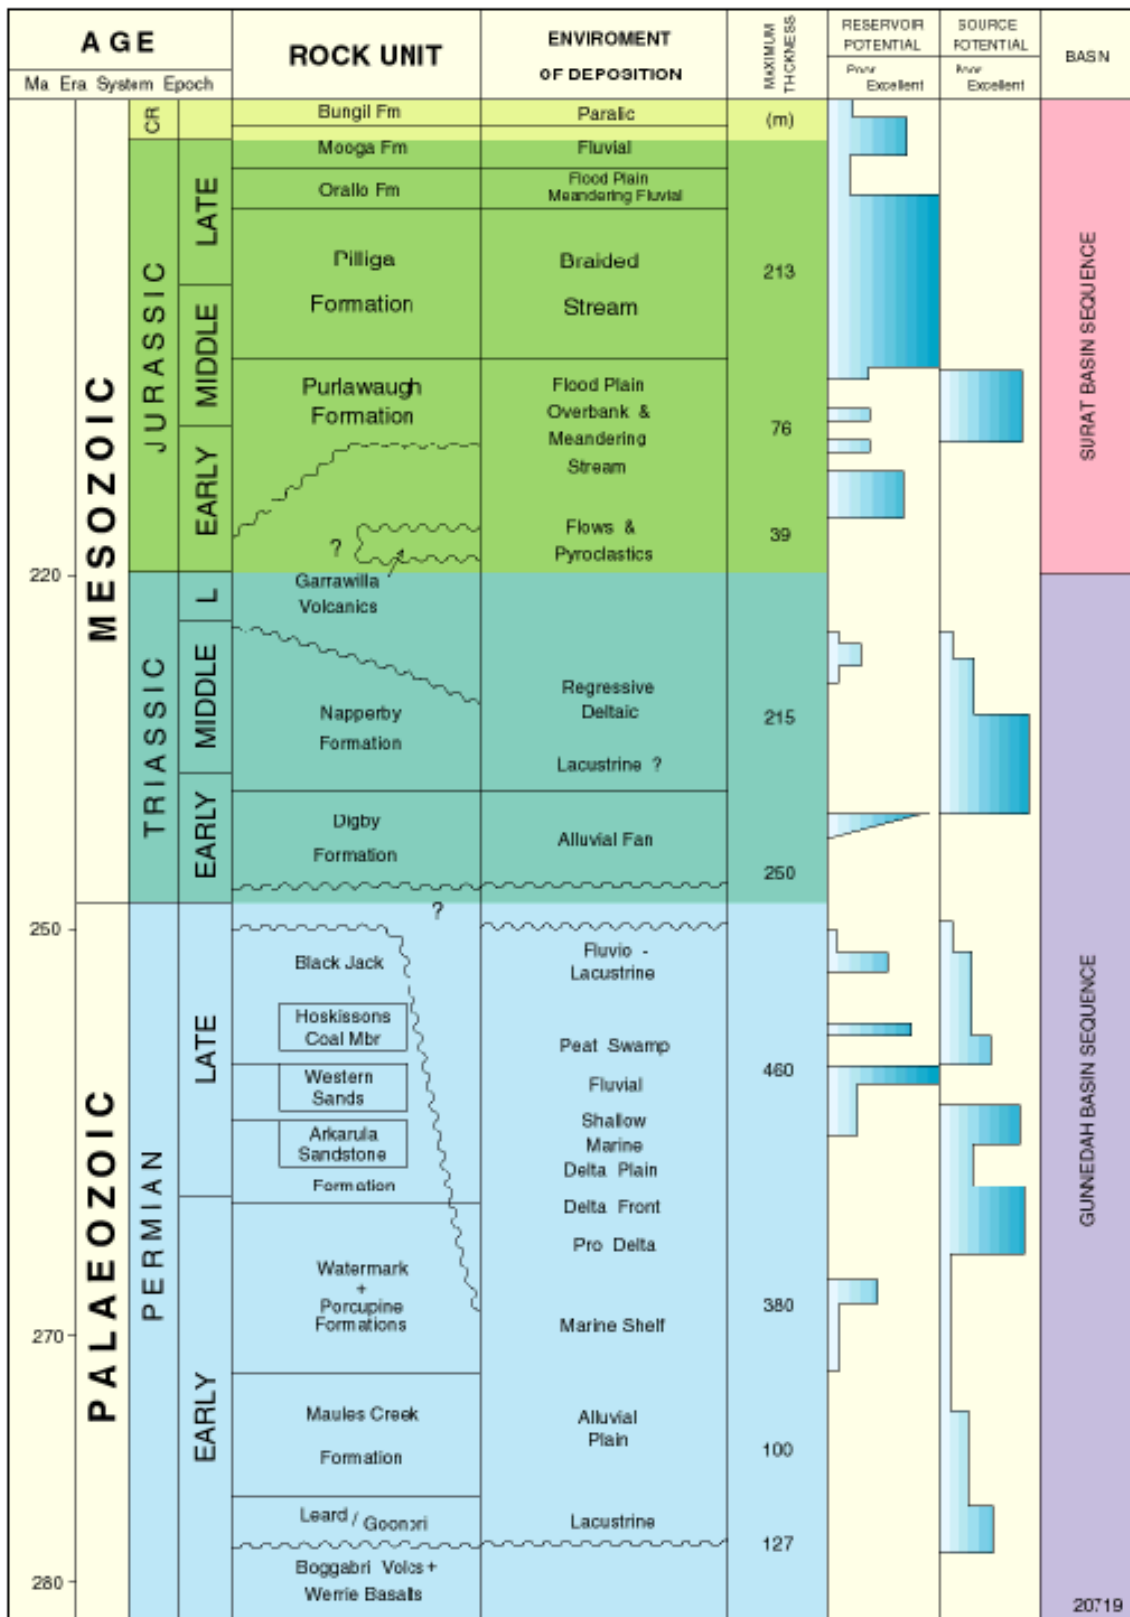 AGE
Ma Era System Epoch
ROCK UNIT
ENVIROMENT
OF DEPOSITION
MAXIMUM
THICKNESS
RESERVOIR
POTENTIAL
Poor
Excellent
SOURCE
POTENTIAL
Poor
Excellent
BASIN
CR
Bungil Fm
Paralic
(m)
MESOZOIC
JURASSIC
LATE
Mooga Fm
Fluvial
Orallo Fm
Flood Plain
Meandering Fluvial
Pilliga
Formation
Braided
Stream
213
SURAT BASIN SEQUENCE
MIDDLE
Purlawaugh
Formation
Flood Plain
Overbank &
Meandering
Stream
76
EARLY
?
Flows &
Pyroclastics
39
220
TRIASSIC
L
Garrawilla
Volcanics
MIDDLE
Napperby
Formation
Regressive
Deltaic
Lacustrine ?
215
EARLY
Digby
Formation
Alluvial Fan
250
?
250
PALAEOZOIC
PERMIAN
LATE
Black Jack
Fluvio -
Lacustrine
Hoskissons
Coal Mbr
Peat Swamp
460
Western
Sands
Fluvial
Arkarula
Sandstone
Formation
Shallow
Marine
Delta Plain
Delta Front
Pro Delta
GUNNEDAH BASIN SEQUENCE
Watermark
+
Porcupine
Formations
Marine Shelf
380
270
EARLY
Maules Creek
Formation
Alluvial
Plain
100
Leard / Goonbri
Lacustrine
127
Boggabri Volcs +
Werrie Basalts
280
20719